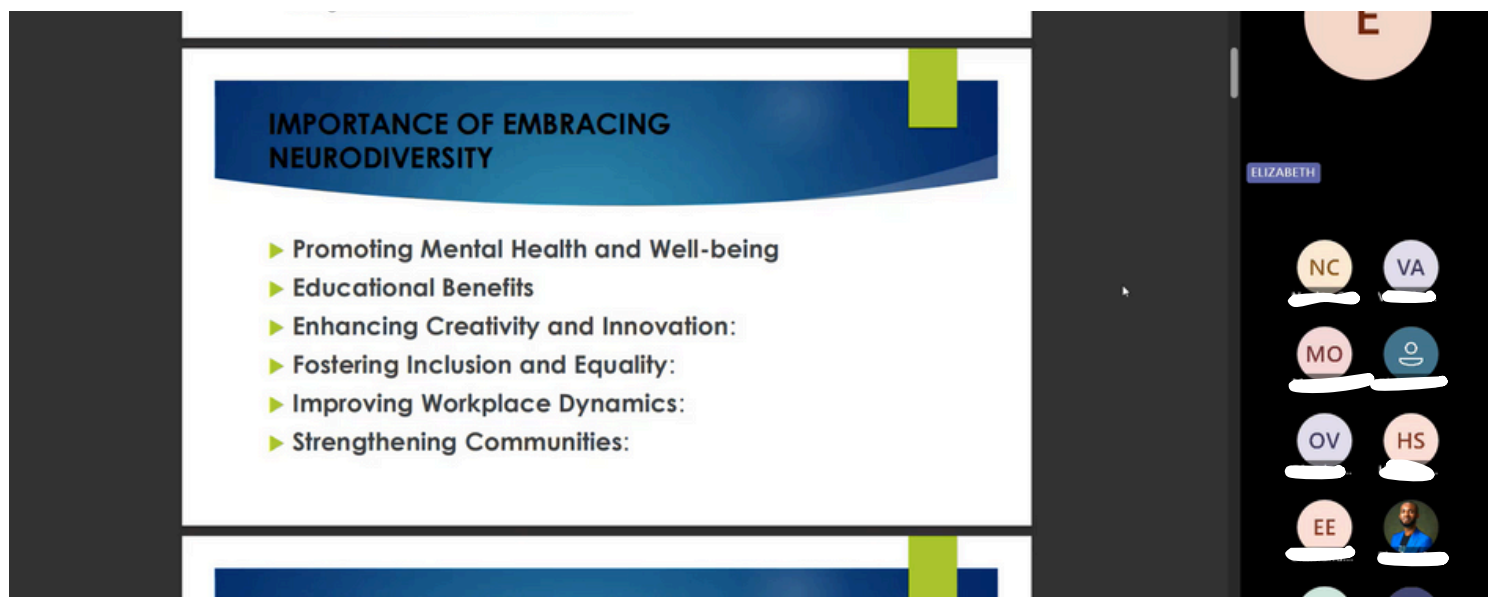 IMPORTANCE OF EMBRACING
NEURODIVERSITY
Promoting Mental Health and Well-being
Educational Benefits
Enhancing Creativity and Innovation:
Fostering Inclusion and Equality:
Improving Workplace Dynamics:
Strengthening Communities:
E
ELIZABETH
NC VA
MO
OV HS
EE